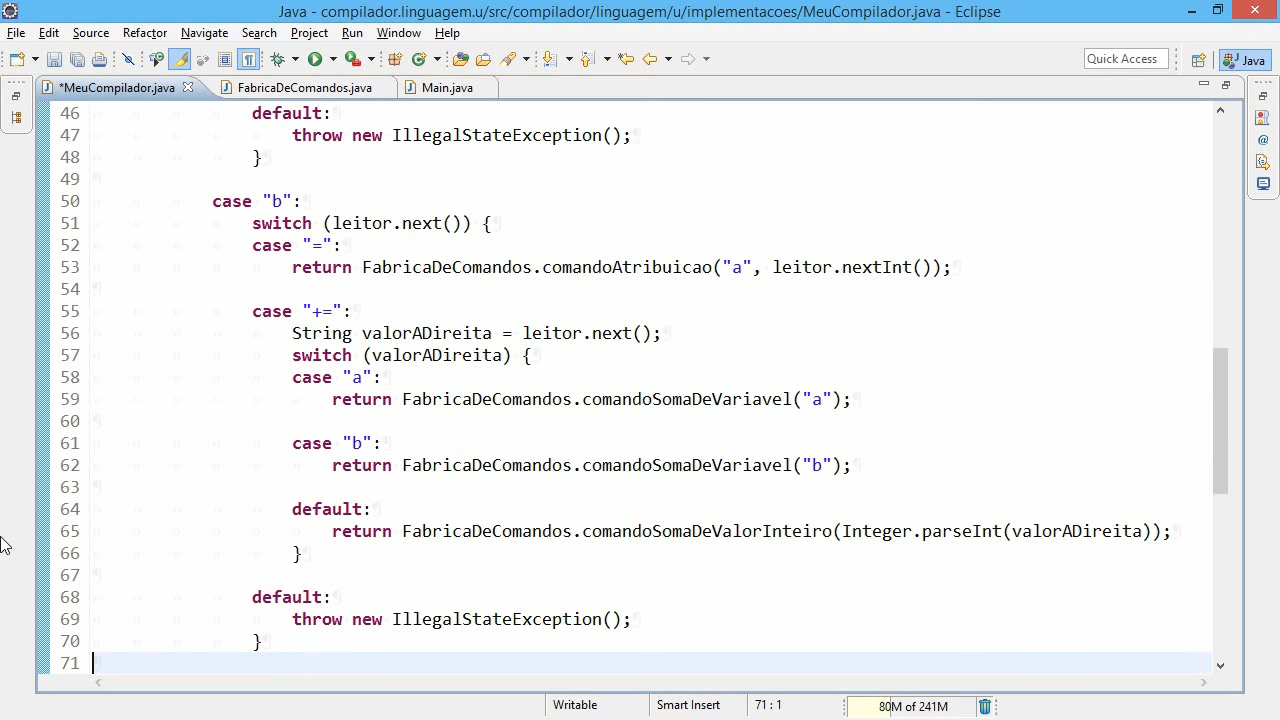 Java - compilador.linguagem.u/src/compilador/linguagem/u/implementacoes/MeuCompilador.java - Eclipse
File Edit Source Refactor Navigate Search Project Run Window Help
Quick Access
Java
*MeuCompilador.java FabricaDeComandos.java Main.java
46 default:
47 throw new IllegalStateException();
48 }
49
50 case "b":
51 switch (leitor.next()) {
52 case "=":
53 return FabricaDeComandos.comandoAtribuicao("a", leitor.nextInt());
54
55 case "+=":
56 String valorADireita = leitor.next();
57 switch (valorADireita) {
58 case "a":
59 return FabricaDeComandos.comandoSomaDeVariavel("a");
60
61 case "b":
62 return FabricaDeComandos.comandoSomaDeVariavel("b");
63
64 default:
65 return FabricaDeComandos.comandoSomaDeValorInteiro(Integer.parseInt(valorADireita));
66 }
67
68 default:
69 throw new IllegalStateException();
70 }
71
Writable Smart Insert 71 : 1 80M of 241M